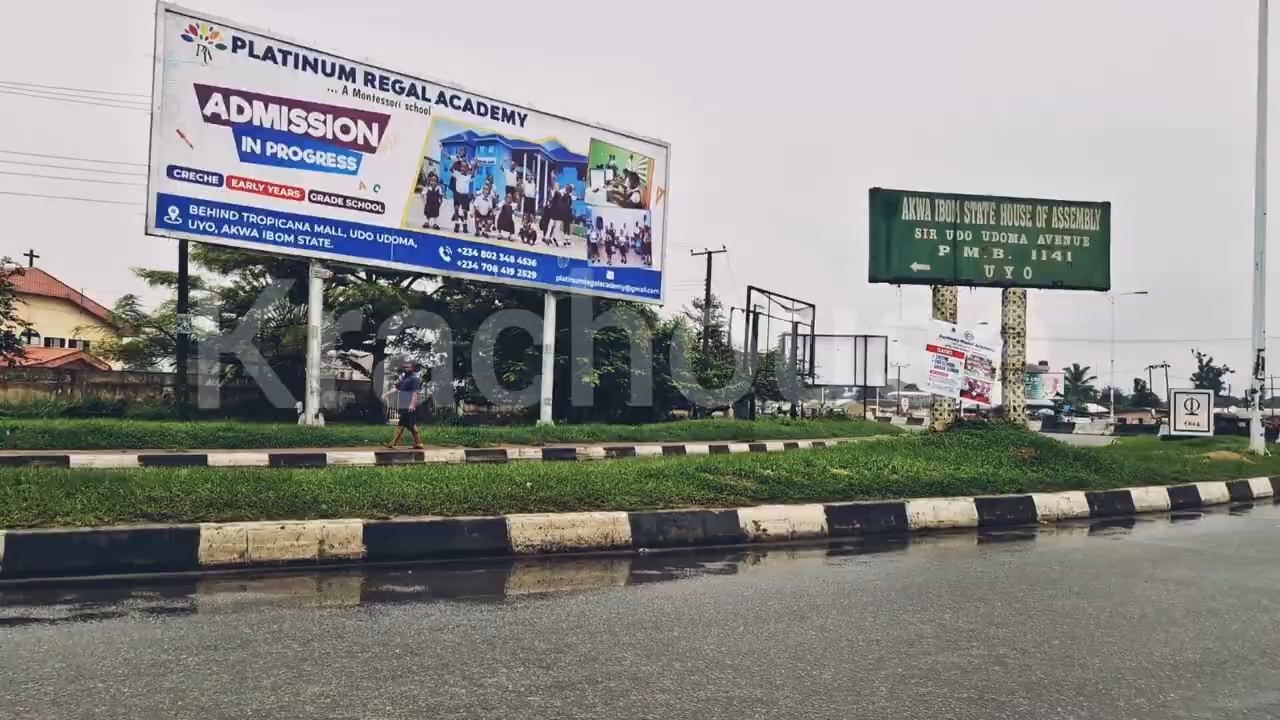 PLATINUM REGAL ACADEMY
... A Montessori school
ADMISSION
IN PROGRESS
CRECHE
EARLY YEARS
GRADE SCHOOL
BEHIND TROPICANA MALL, UDO UDOMA,
UYO, AKWA IBOM STATE.
+234 802 348 4536
+234 708 419 2529
platinumregalacademy@gmail.com
AKWA IBOM STATE HOUSE OF ASSEMBLY
SIR UDO UDOMA AVENUE
P.M.B. 1141
UYO
CLASSES